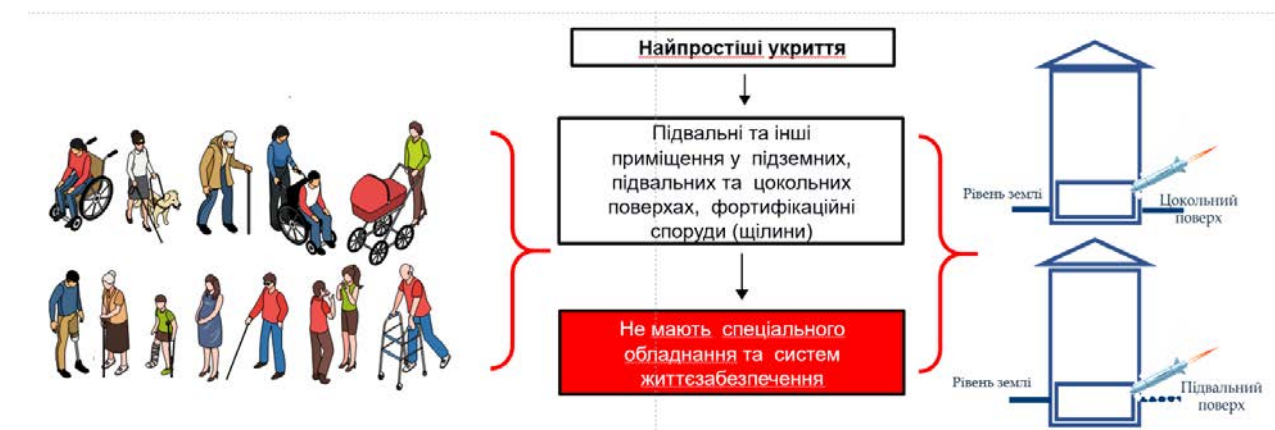 Найпростіші укриття
Підвальні та інші
приміщення у підземних,
підвальних та цокольних
поверхах, фортифікаційні
споруди (щілини)
Не мають спеціального
обладнання та систем
життєзабезпечення
Рівень землі
Цокольний
поверх
Рівень землі
Підвальний
поверх